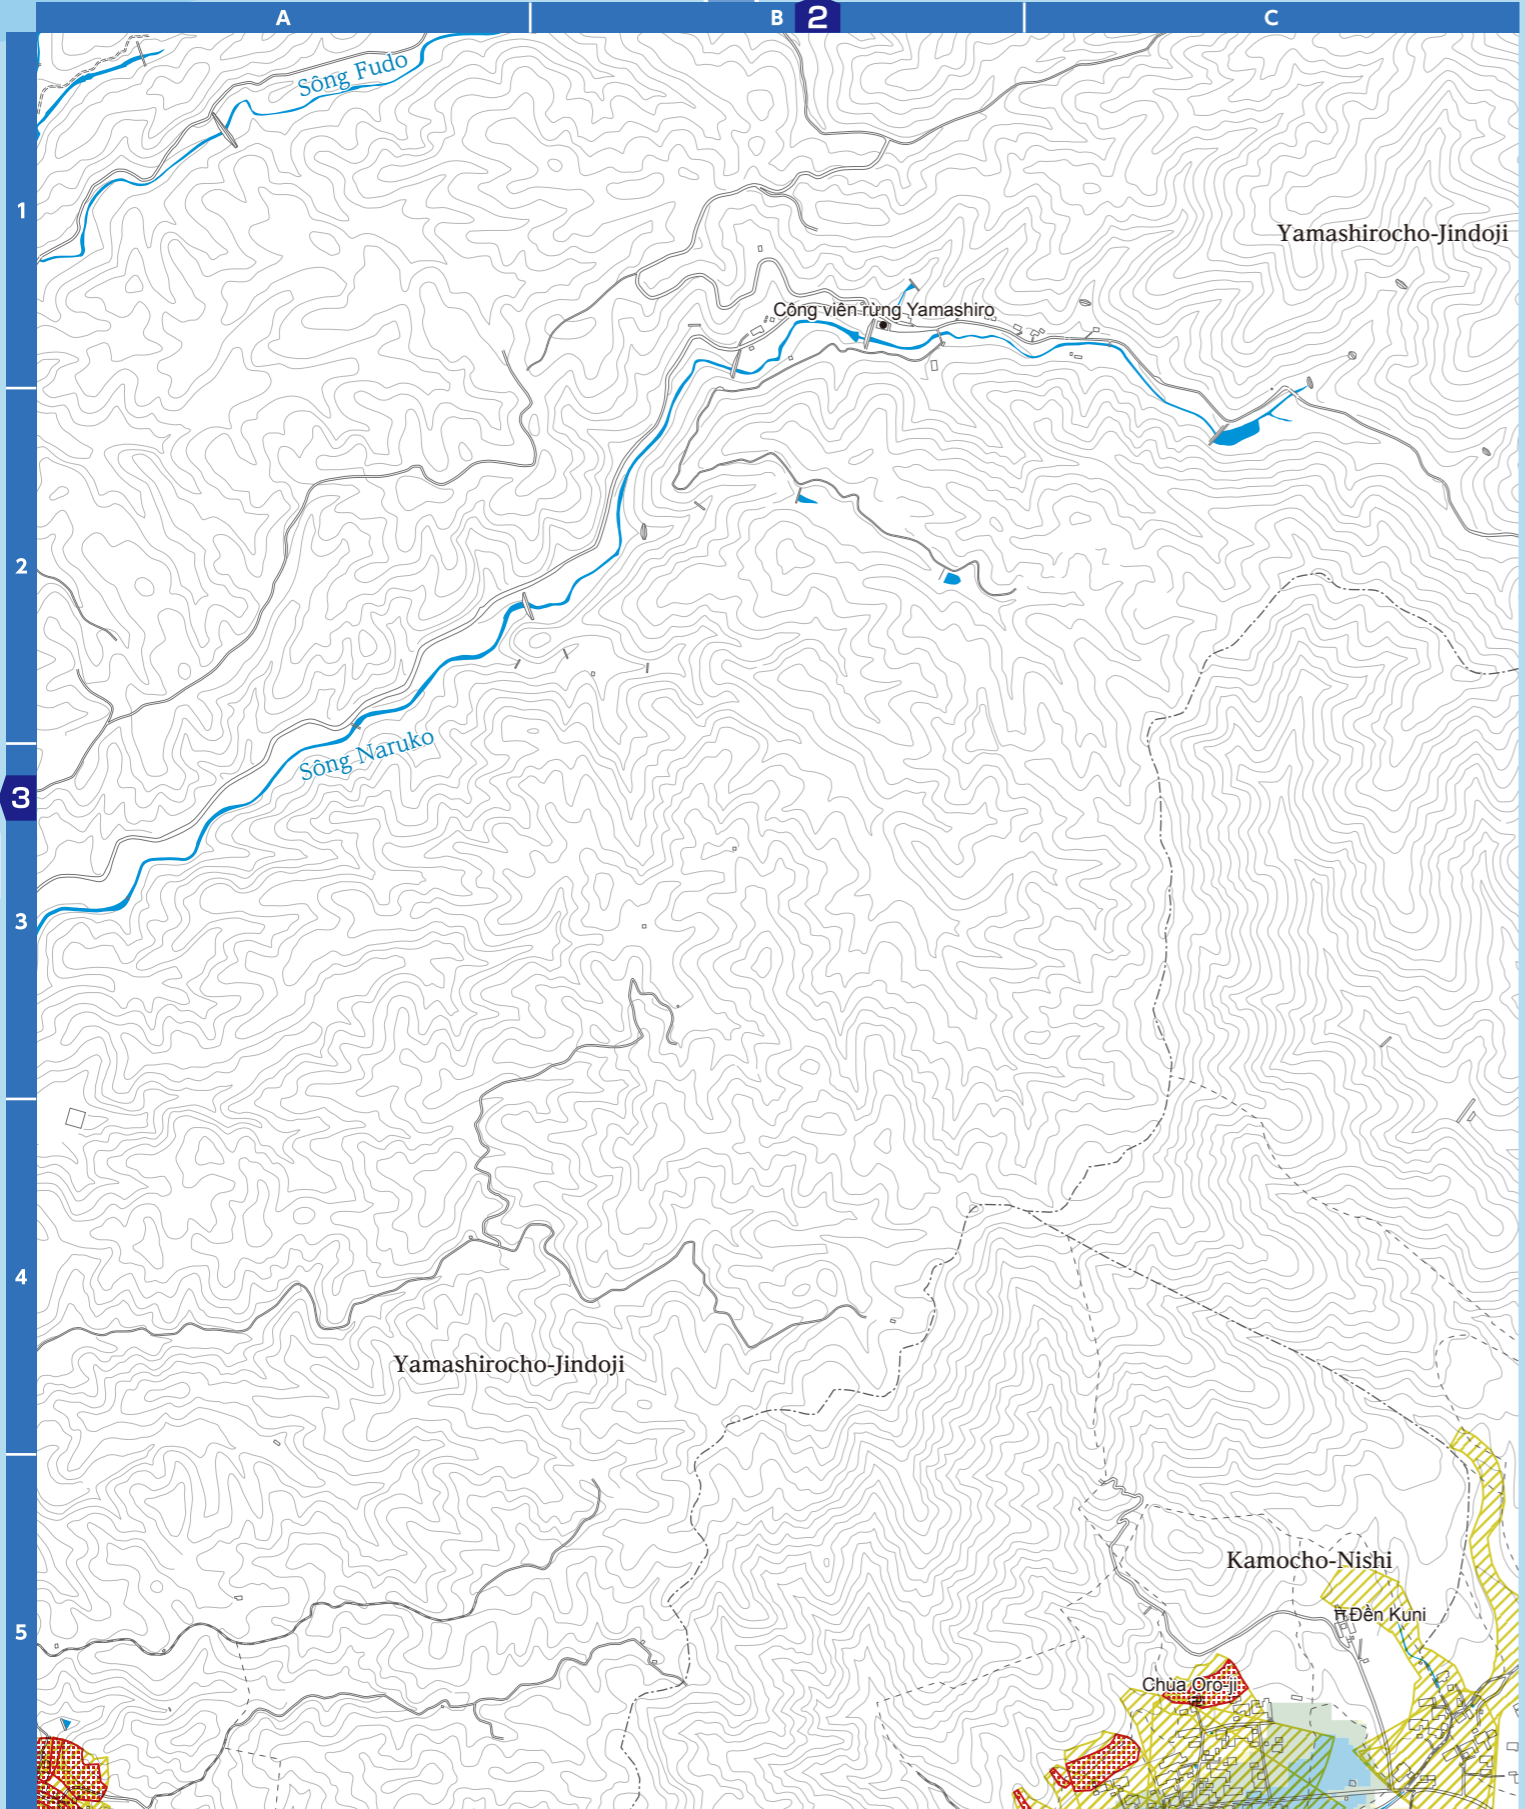 A
B
2
C
Sông Fudo
1
Yamashirocho-Jindoji
Công viên rừng Yamashiro
2
Sông Naruko
3
3
4
Yamashirocho-Jindoji
Kamocho-Nishi
Đền Kuni
5
Chùa Oro-ji